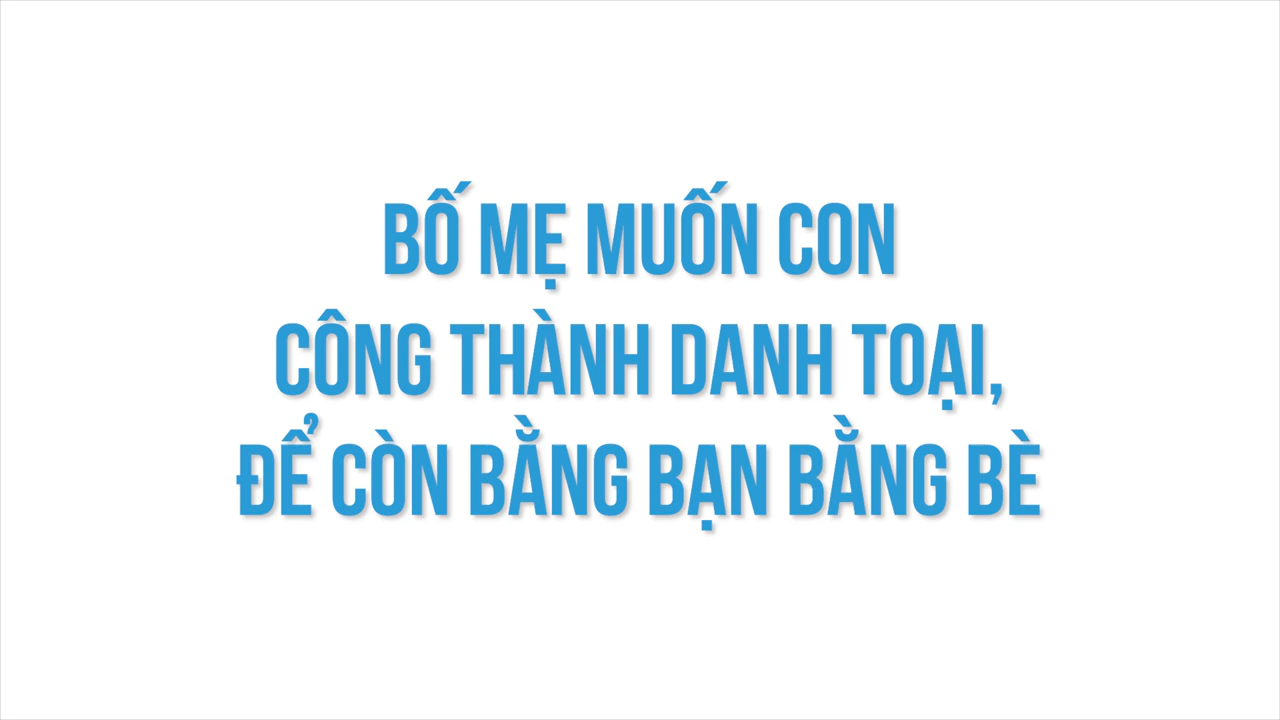 BỐ MẸ MUỐN CON
CÔNG THÀNH DANH TOẠI,
ĐỂ CÒN BẰNG BẠN BẰNG BÈ